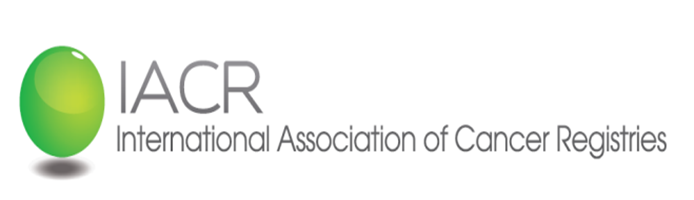 IACR
International Association of Cancer Registries